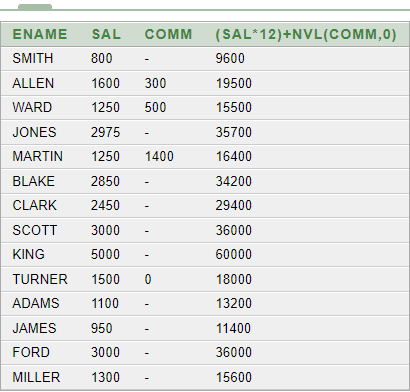 ENAME SAL COMM (SAL*12)+NVL(COMM,0)
SMITH 800 - 9600
ALLEN 1600 300 19500
WARD 1250 500 15500
JONES 2975 - 35700
MARTIN 1250 1400 16400
BLAKE 2850 - 34200
CLARK 2450 - 29400
SCOTT 3000 - 36000
KING 5000 - 60000
TURNER 1500 0 18000
ADAMS 1100 - 13200
JAMES 950 - 11400
FORD 3000 - 36000
MILLER 1300 - 15600